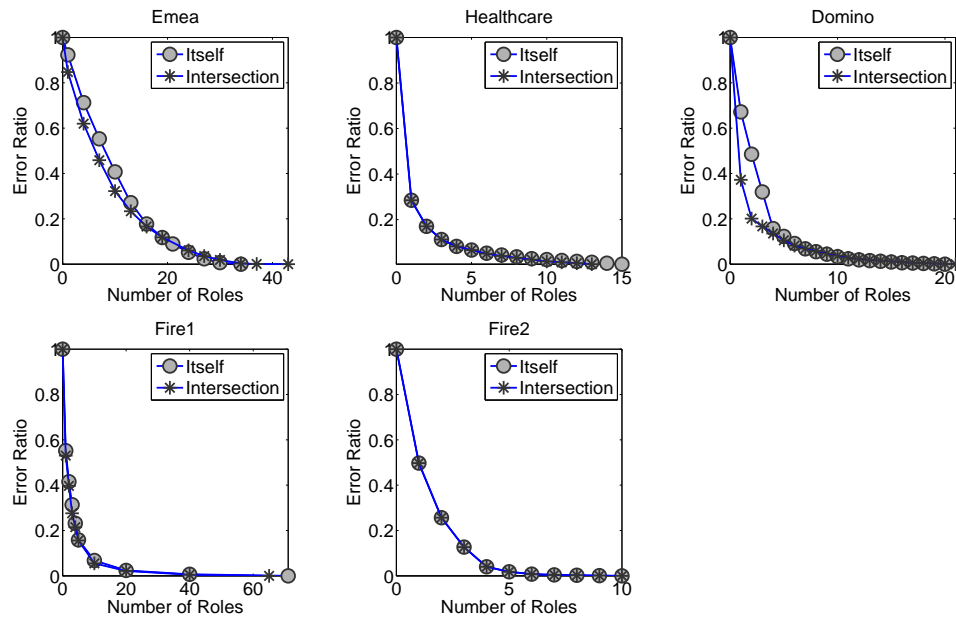 Emea
1
0.8
0.6
0.4
0.2
0
0 20 40
Error Ratio
Number of Roles
Itself
Intersection
Healthcare
1
0.8
0.6
0.4
0.2
0
0 5 10 15
Error Ratio
Number of Roles
Itself
Intersection
Domino
1
0.8
0.6
0.4
0.2
0
0 10 20
Error Ratio
Number of Roles
Itself
Intersection
Fire1
1
0.8
0.6
0.4
0.2
0
0 20 40 60
Error Ratio
Number of Roles
Itself
Intersection
Fire2
1
0.8
0.6
0.4
0.2
0
0 5 10
Error Ratio
Number of Roles
Itself
Intersection